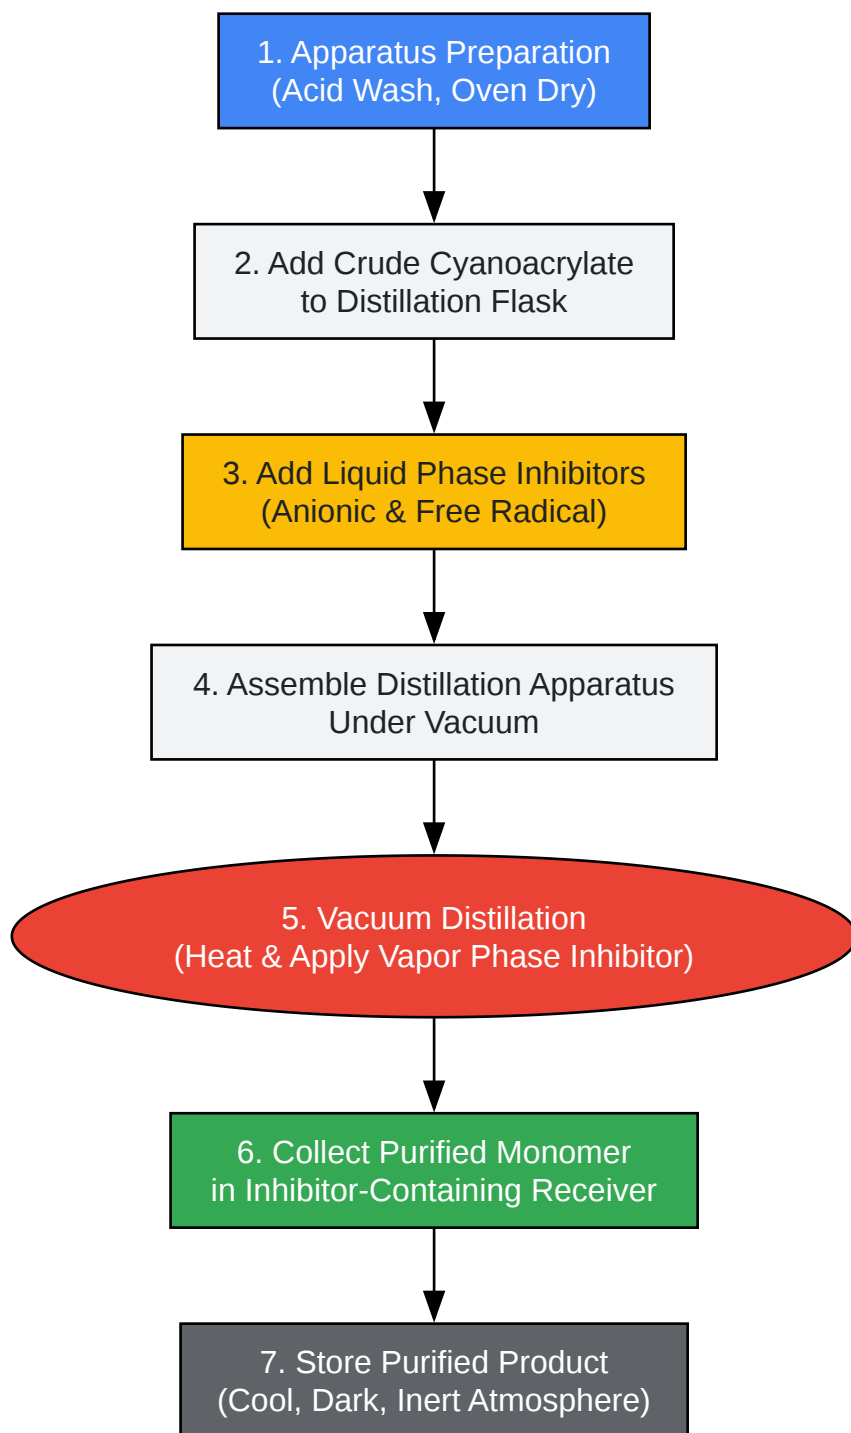 1. Apparatus Preparation
(Acid Wash, Oven Dry)
2. Add Crude Cyanoacrylate
to Distillation Flask
3. Add Liquid Phase Inhibitors
(Anionic & Free Radical)
4. Assemble Distillation Apparatus
Under Vacuum
5. Vacuum Distillation
(Heat & Apply Vapor Phase Inhibitor)
6. Collect Purified Monomer
in Inhibitor-Containing Receiver
7. Store Purified Product
(Cool, Dark, Inert Atmosphere)